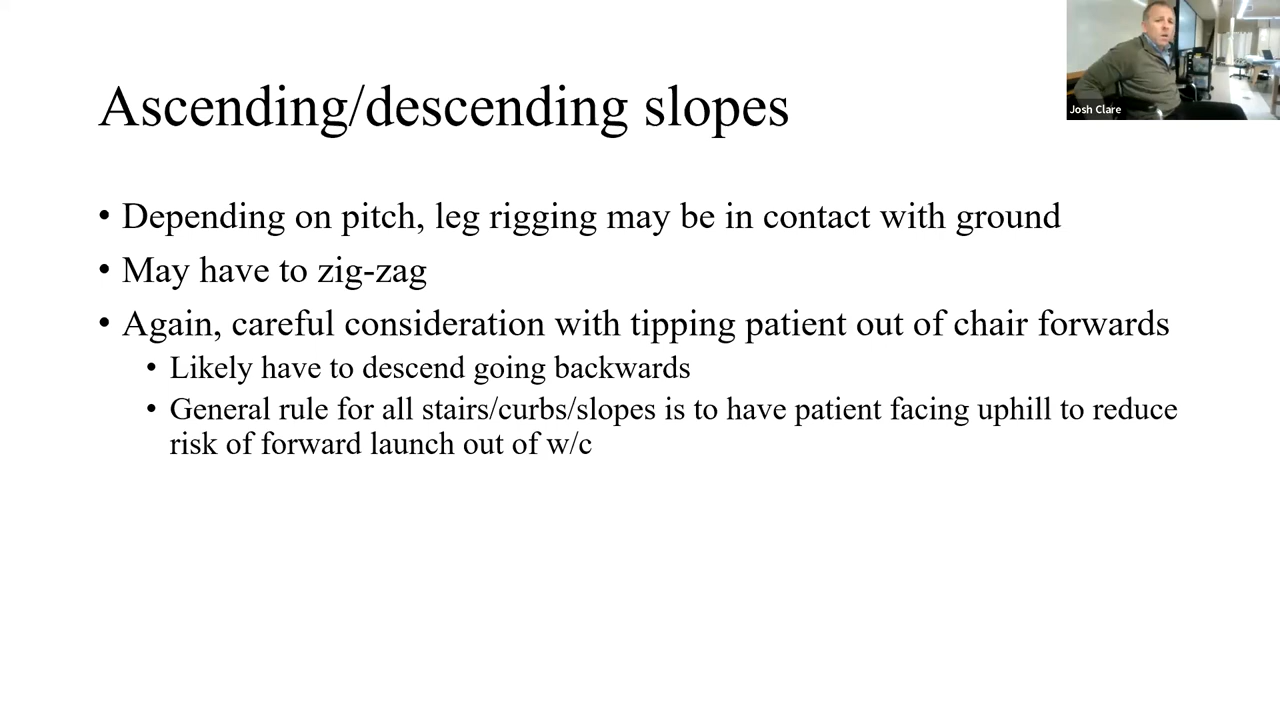 Josh Clare
Ascending/descending slopes
• Depending on pitch, leg rigging may be in contact with ground
• May have to zig-zag
• Again, careful consideration with tipping patient out of chair forwards
• Likely have to descend going backwards
• General rule for all stairs/curbs/slopes is to have patient facing uphill to reduce
risk of forward launch out of w/c